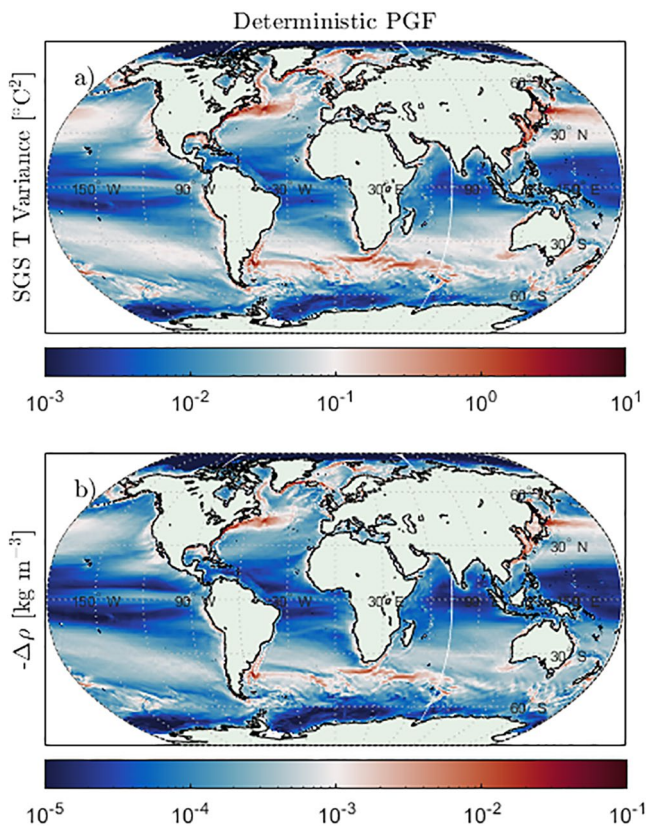 Deterministic PGF
SGS T Variance [°C²]
a)
60° N
30° N
150° W 90° W 30° W 30° E 90° E 150° E
30° S
60° S
10⁻³ 10⁻² 10⁻¹ 10⁰ 10¹
-Δρ [kg m⁻³]
b)
60° N
30° N
150° W 90° W 30° W 30° E 90° E 150° E
30° S
60° S
10⁻⁵ 10⁻⁴ 10⁻³ 10⁻² 10⁻¹